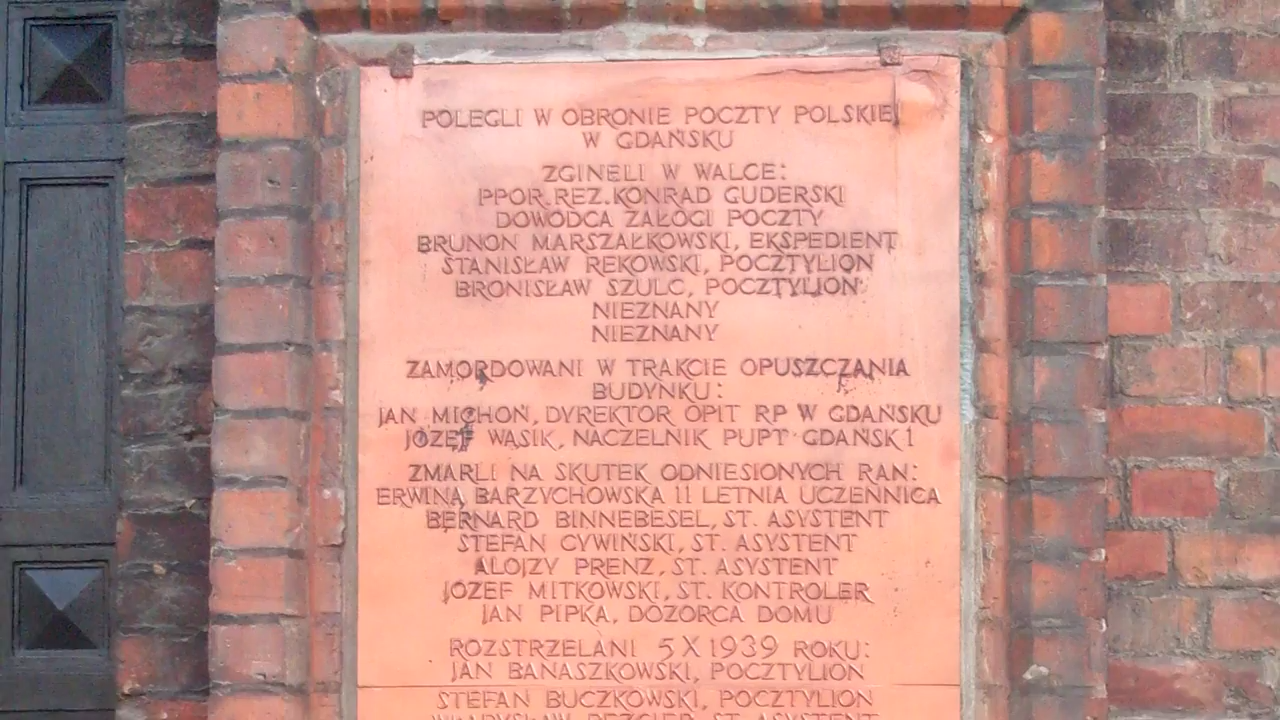 POLEGLI W OBRONIE POCZTY POLSKIEJ
W GDAŃSKU
ZGINELI W WALCE:
PPOR. REZ. KONRAD GUDERSKI
DOWÓDCA ZAŁOGI POCZTY
BRUNON MARSZAŁKOWSKI, EKSPEDIENT
STANISŁAW REKOWSKI, POCZTYLION
BRONISŁAW SZULC, POCZTYLION
NIEZNANY
NIEZNANY
ZAMORDOWANI W TRAKCIE OPUSZCZANIA
BUDYNKU:
JAN MICHOŃ, DYREKTOR OPIT RP W GDAŃSKU
JÓZEF WĄSIK, NACZELNIK PUPT GDAŃSK 1
ZMARLI NA SKUTEK ODNIESIONYCH RAN:
ERWINA BARZYCHOWSKA 11 LETNIA UCZENNICA
BERNARD BINNEBESEL, ST. ASYSTENT
STEFAN CYWIŃSKI, ST. ASYSTENT
ALOJZY PRENZ, ST. ASYSTENT
JÓZEF MITKOWSKI, ST. KONTROLER
JAN PIPKA, DOZORCA DOMU
ROZSTRZELANI 5 X 1939 ROKU:
JAN BANASZKOWSKI, POCZTYLION
STEFAN BUCZKOWSKI, POCZTYLION